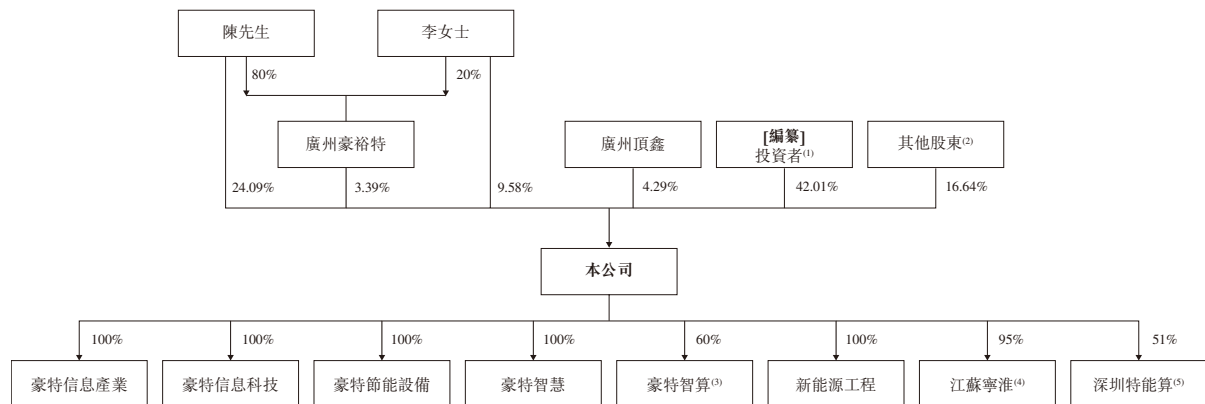 陳先生
李女士
80%
20%
廣州豪裕特
廣州頂鑫
[編纂]
投資者(1)
其他股東(2)
24.09%
3.39%
9.58%
4.29%
42.01%
16.64%
本公司
100%
100%
100%
100%
60%
100%
95%
51%
豪特信息產業
豪特信息科技
豪特節能設備
豪特智慧
豪特智算(3)
新能源工程
江蘇寧淮(4)
深圳特能算(5)